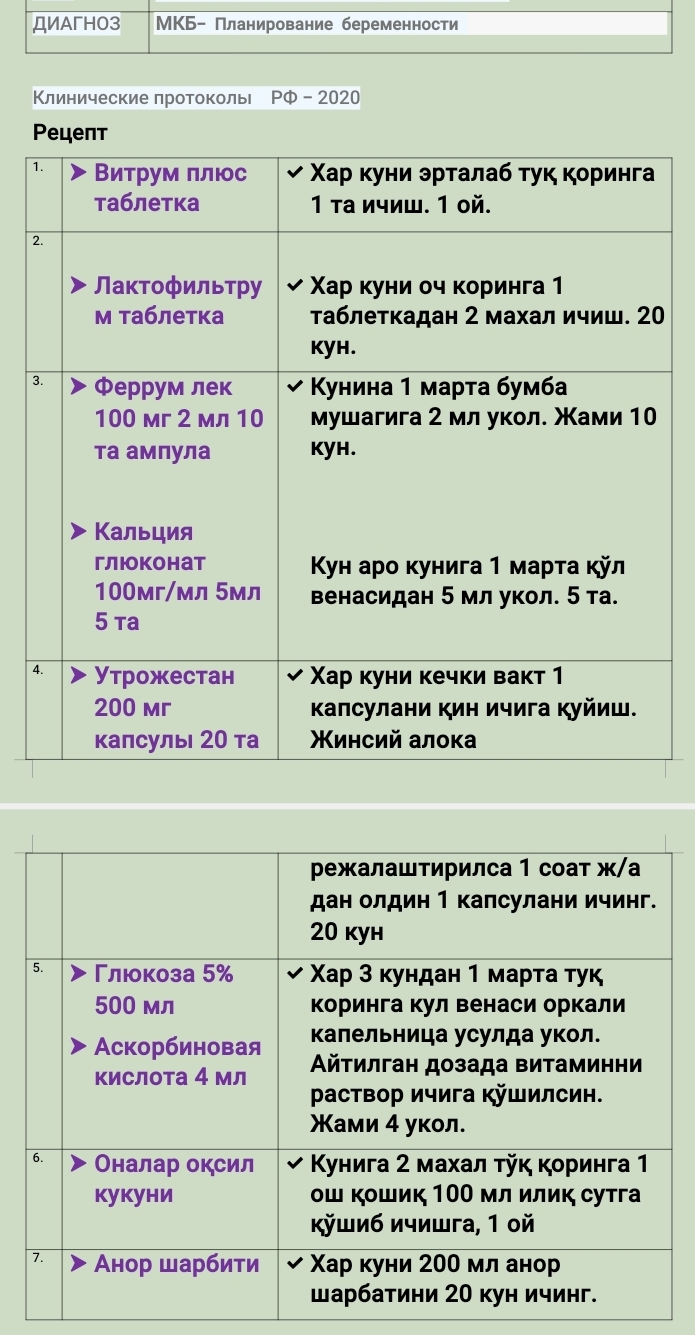 ДИАГНОЗ
МКБ– Планирование беременности
Клинические протоколы РФ – 2020
Рецепт
1.
➤ Витрум плюс
таблетка
✓ Хар куни эрталаб туқ қоринга
1 та ичиш. 1 ой.
2.
➤ Лактофильтру
м таблетка
✓ Хар куни оч коринга 1
таблеткадан 2 махал ичиш. 20
кун.
3.
➤ Феррум лек
100 мг 2 мл 10
та ампула
✓ Кунина 1 марта бумба
мушагига 2 мл укол. Жами 10
кун.
➤ Кальция
глюконат
100мг/мл 5мл
5 та
Кун аро кунига 1 марта қўл
венасидан 5 мл укол. 5 та.
4.
➤ Утрожестан
200 мг
капсулы 20 та
✓ Хар куни кечки вакт 1
капсулани қин ичига қуйиш.
Жинсий алока
режалаштирилса 1 соат ж/а
дан олдин 1 капсулани ичинг.
20 кун
5.
➤ Глюкоза 5%
500 мл
➤ Аскорбиновая
кислота 4 мл
✓ Хар 3 кундан 1 марта туқ
коринга кул венаси оркали
капельница усулда укол.
Айтилган дозада витаминни
раствор ичига қўшилсин.
Жами 4 укол.
6.
➤ Оналар оқсил
кукуни
✓ Кунига 2 махал тўқ қоринга 1
ош қошиқ 100 мл илиқ сутга
қўшиб ичишга, 1 ой
7.
➤ Анор шарбити
✓ Хар куни 200 мл анор
шарбатини 20 кун ичинг.